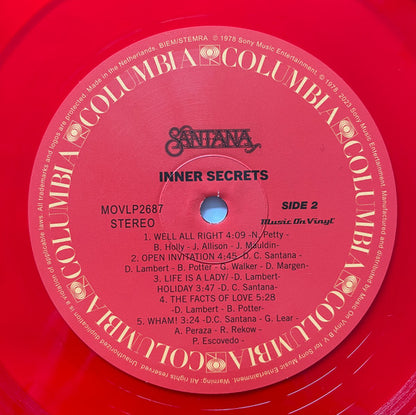 COLUMBIA COLUMBIA COLUMBIA COLUMBIA COLUMBIA COLUMBIA
Made in the Netherlands. BIEM/STEMRA
℗ 1978 Sony Music Entertainment. © 1978, 2023 Sony Music Entertainment.
Manufactured and distributed by Music On Vinyl B.V. for Sony Music Entertainment. Warning: All rights reserved. Unauthorized duplication is a violation of applicable laws. All trademarks and logos are protected.
SANTANA
INNER SECRETS
MOVLP2687
STEREO
SIDE 2
Music On Vinyl
1. WELL ALL RIGHT 4:09 -N. Petty -
B. Holly - J. Allison - J. Mauldin-
2. OPEN INVITATION 4:45 -D. C. Santana -
D. Lambert - B. Potter - G. Walker - D. Margen-
3. LIFE IS A LADY/ -D. Lambert-
HOLIDAY 3:47 -D.C. Santana-
4. THE FACTS OF LOVE 5:28
-D. Lambert - B. Potter-
5. WHAM! 3:24 -D.C. Santana - G. Lear -
A. Peraza - R. Rekow -
P. Escovedo -